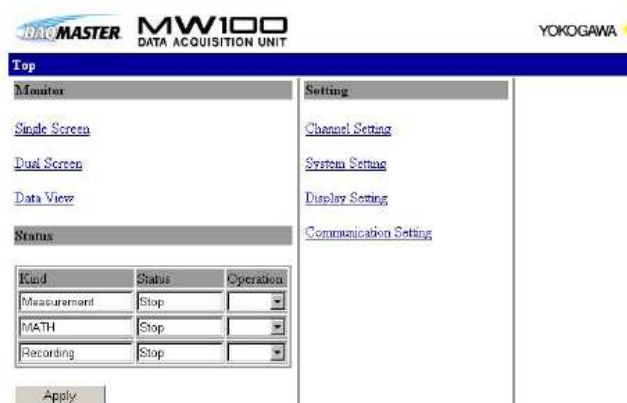 DAQMASTER MW100
DATA ACQUISITION UNIT
YOKOGAWA
Top
Monitor
Single Screen
Dual Screen
Data View
Status
Kind Status Operation
Measurement Stop
MATH Stop
Recording Stop
Apply
Setting
Channel Setting
System Setting
Display Setting
Communication Setting